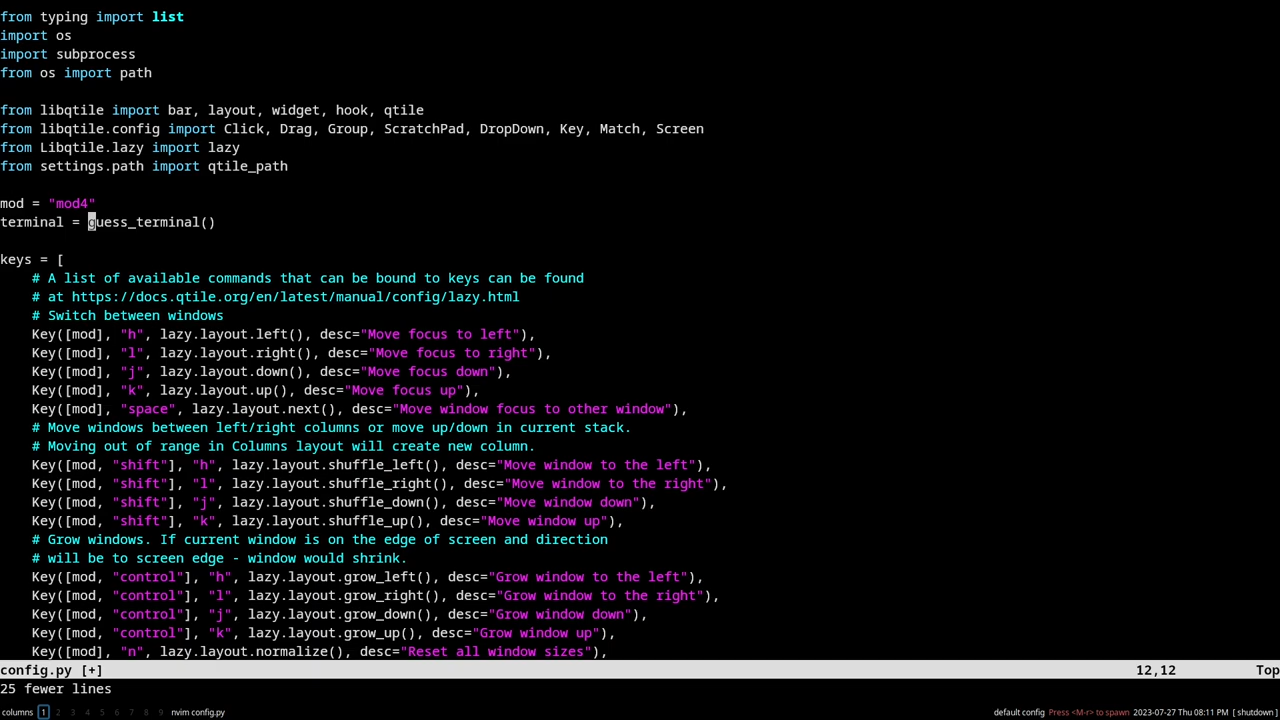 from typing import list
import os
import subprocess
from os import path

from libqtile import bar, layout, widget, hook, qtile
from libqtile.config import Click, Drag, Group, ScratchPad, DropDown, Key, Match, Screen
from Libqtile.lazy import lazy
from settings.path import qtile_path

mod = "mod4"
terminal = guess_terminal()

keys = [
    # A list of available commands that can be bound to keys can be found
    # at https://docs.qtile.org/en/latest/manual/config/lazy.html
    # Switch between windows
    Key([mod], "h", lazy.layout.left(), desc="Move focus to left"),
    Key([mod], "l", lazy.layout.right(), desc="Move focus to right"),
    Key([mod], "j", lazy.layout.down(), desc="Move focus down"),
    Key([mod], "k", lazy.layout.up(), desc="Move focus up"),
    Key([mod], "space", lazy.layout.next(), desc="Move window focus to other window"),
    # Move windows between left/right columns or move up/down in current stack.
    # Moving out of range in Columns layout will create new column.
    Key([mod, "shift"], "h", lazy.layout.shuffle_left(), desc="Move window to the left"),
    Key([mod, "shift"], "l", lazy.layout.shuffle_right(), desc="Move window to the right"),
    Key([mod, "shift"], "j", lazy.layout.shuffle_down(), desc="Move window down"),
    Key([mod, "shift"], "k", lazy.layout.shuffle_up(), desc="Move window up"),
    # Grow windows. If current window is on the edge of screen and direction
    # will be to screen edge - window would shrink.
    Key([mod, "control"], "h", lazy.layout.grow_left(), desc="Grow window to the left"),
    Key([mod, "control"], "l", lazy.layout.grow_right(), desc="Grow window to the right"),
    Key([mod, "control"], "j", lazy.layout.grow_down(), desc="Grow window down"),
    Key([mod, "control"], "k", lazy.layout.grow_up(), desc="Grow window up"),
    Key([mod], "n", lazy.layout.normalize(), desc="Reset all window sizes"),
config.py [+] 12,12 Top
25 fewer lines
columns 1 2 3 4 5 6 7 8 9 nvim config.py default config Press <M-r> to spawn 2023-07-27 Thu 08:11 PM [ shutdown ]